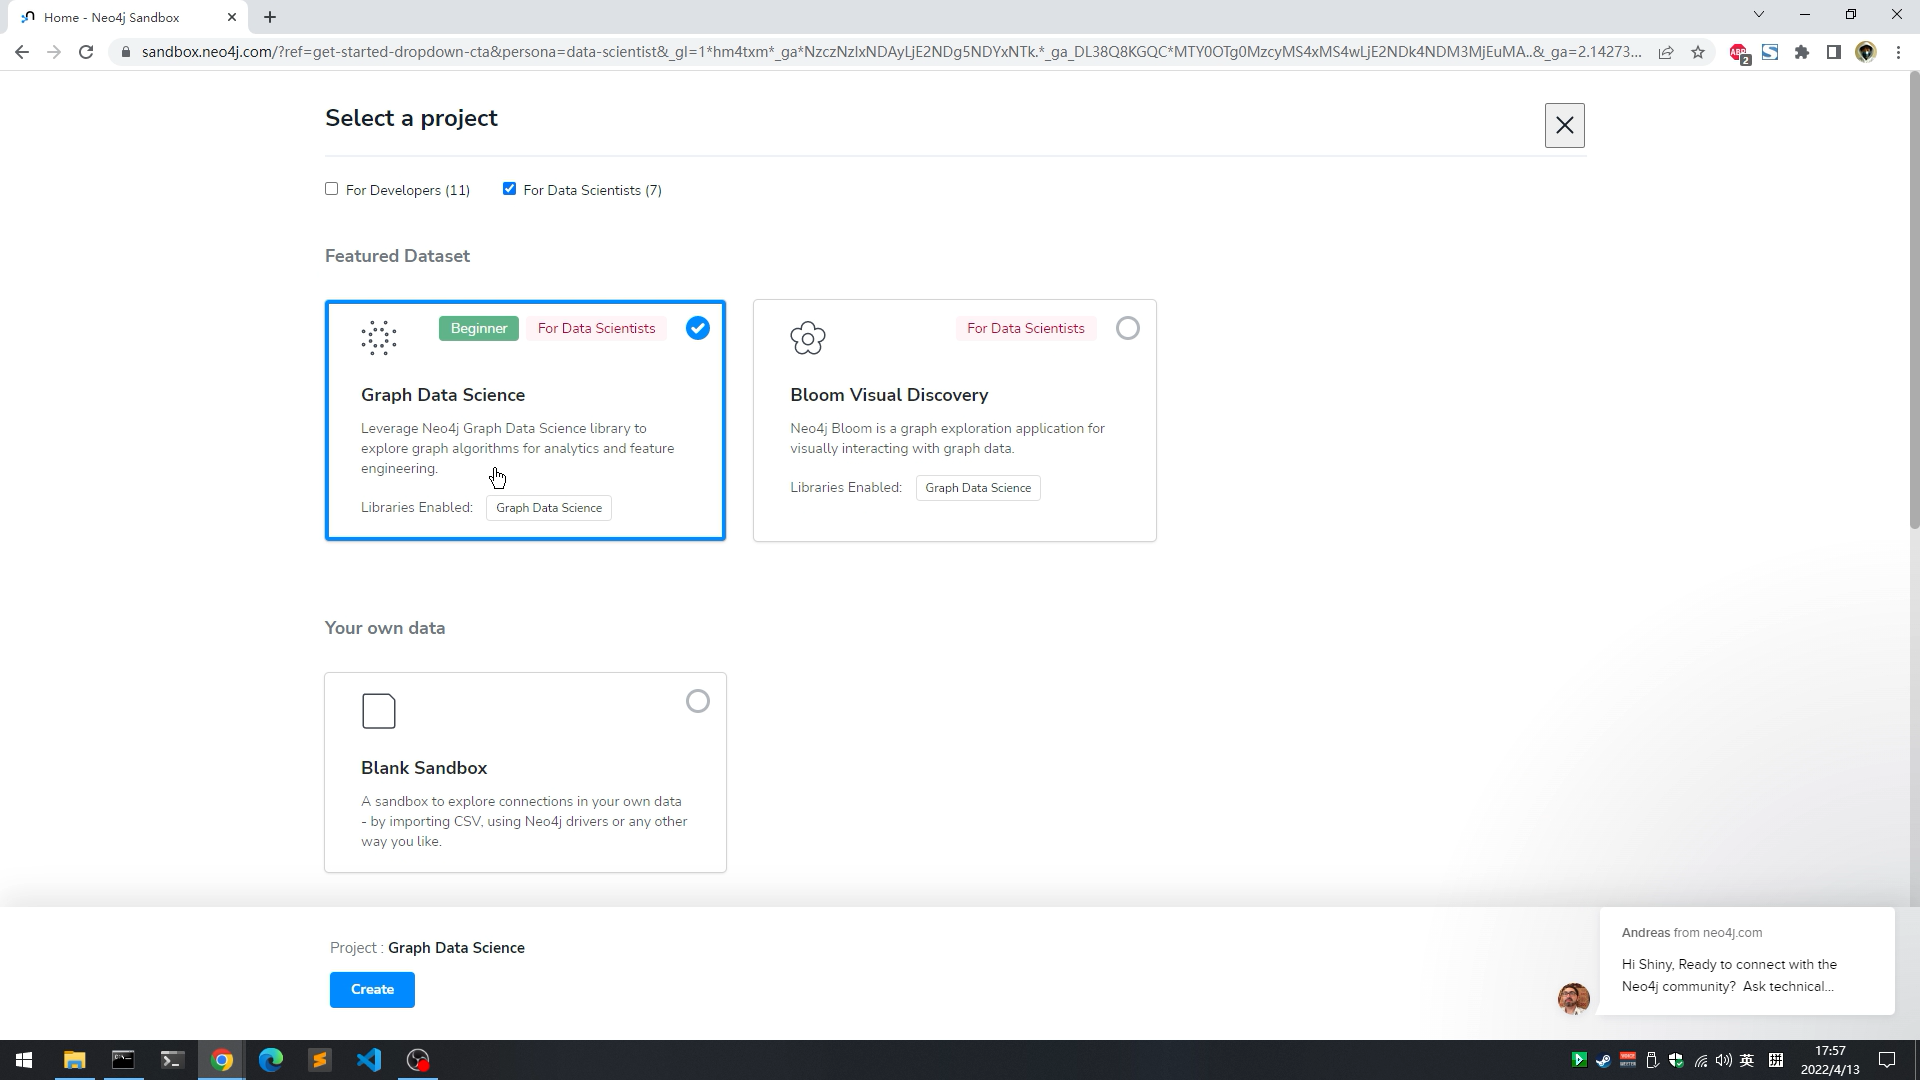 Home - Neo4j Sandbox
sandbox.neo4j.com/?ref=get-started-dropdown-cta&persona=data-scientist&_gl=1*hm4txm*_ga*NzczNzIxNDAyLjE2NDg5NDYxNTk.*_ga_DL38Q8KGQC*MTY0OTg0MzcyMS4xMS4wLjE2NDk4NDM3MjEuMA..&_ga=2.14273...
2
Select a project
For Developers (11)
For Data Scientists (7)
Featured Dataset
Beginner
For Data Scientists
Graph Data Science
Leverage Neo4j Graph Data Science library to
explore graph algorithms for analytics and feature
engineering.
Libraries Enabled:
Graph Data Science
For Data Scientists
Bloom Visual Discovery
Neo4j Bloom is a graph exploration application for
visually interacting with graph data.
Libraries Enabled:
Graph Data Science
Your own data
Blank Sandbox
A sandbox to explore connections in your own data
- by importing CSV, using Neo4j drivers or any other
way you like.
Project : Graph Data Science
Create
Andreas from neo4j.com
Hi Shiny, Ready to connect with the
Neo4j community? Ask technical...
英
17:57
2022/4/13